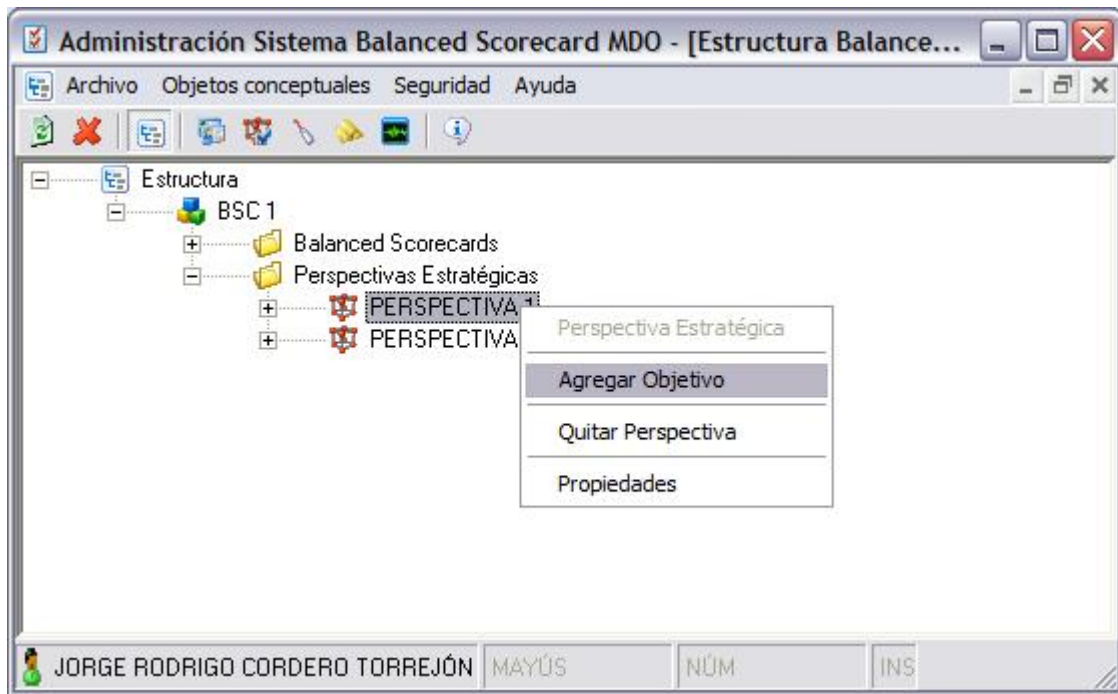 Administración Sistema Balanced Scorecard MDO - [Estructura Balance...
Archivo Objetos conceptuales Seguridad Ayuda
Estructura
BSC 1
Balanced Scorecards
Perspectivas Estratégicas
PERSPECTIVA 1
PERSPECTIVA
Perspectiva Estratégica
Agregar Objetivo
Quitar Perspectiva
Propiedades
JORGE RODRIGO CORDERO TORREJÓN MAYÚS NÚM INS